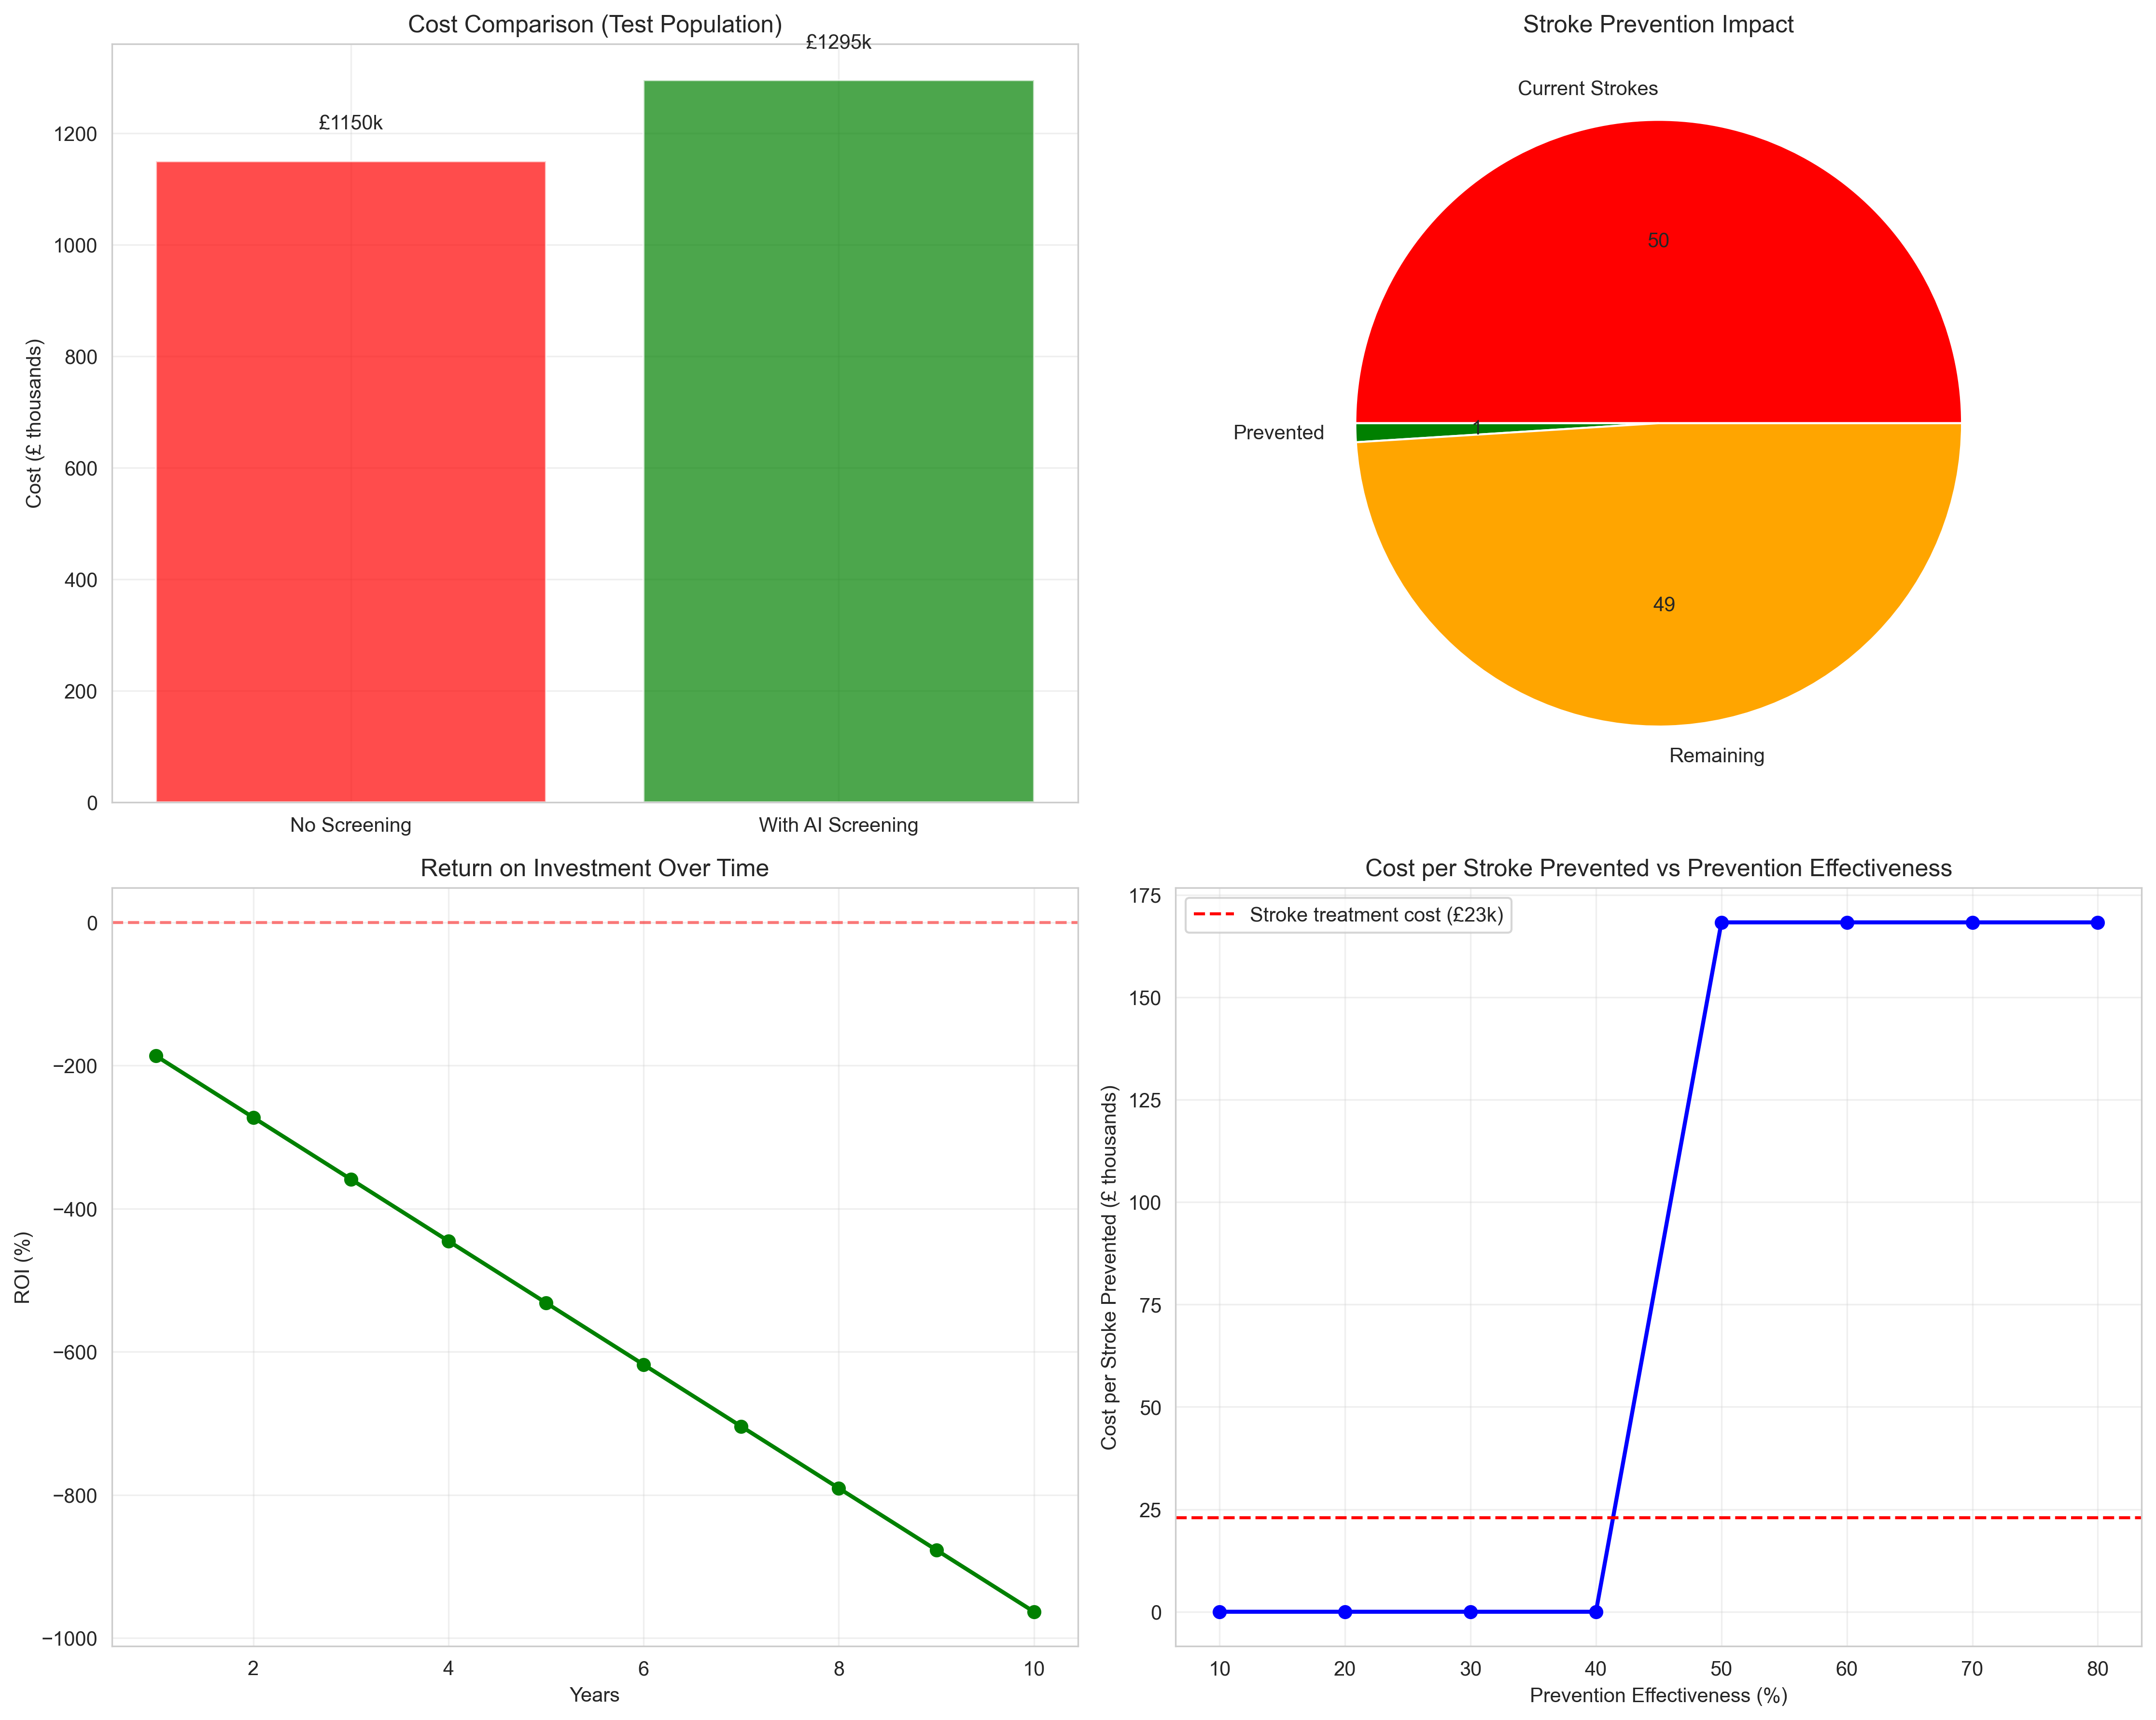 Cost Comparison (Test Population)
£1295k
£1150k
1200
1000
800
600
400
200
0
Cost (£ thousands)
No Screening
With AI Screening
Stroke Prevention Impact
Current Strokes
50
Prevented
1
49
Remaining
Return on Investment Over Time
0
−200
−400
−600
−800
−1000
ROI (%)
2
4
6
8
10
Years
Cost per Stroke Prevented vs Prevention Effectiveness
Stroke treatment cost (£23k)
175
150
125
100
75
50
25
0
Cost per Stroke Prevented (£ thousands)
10
20
30
40
50
60
70
80
Prevention Effectiveness (%)